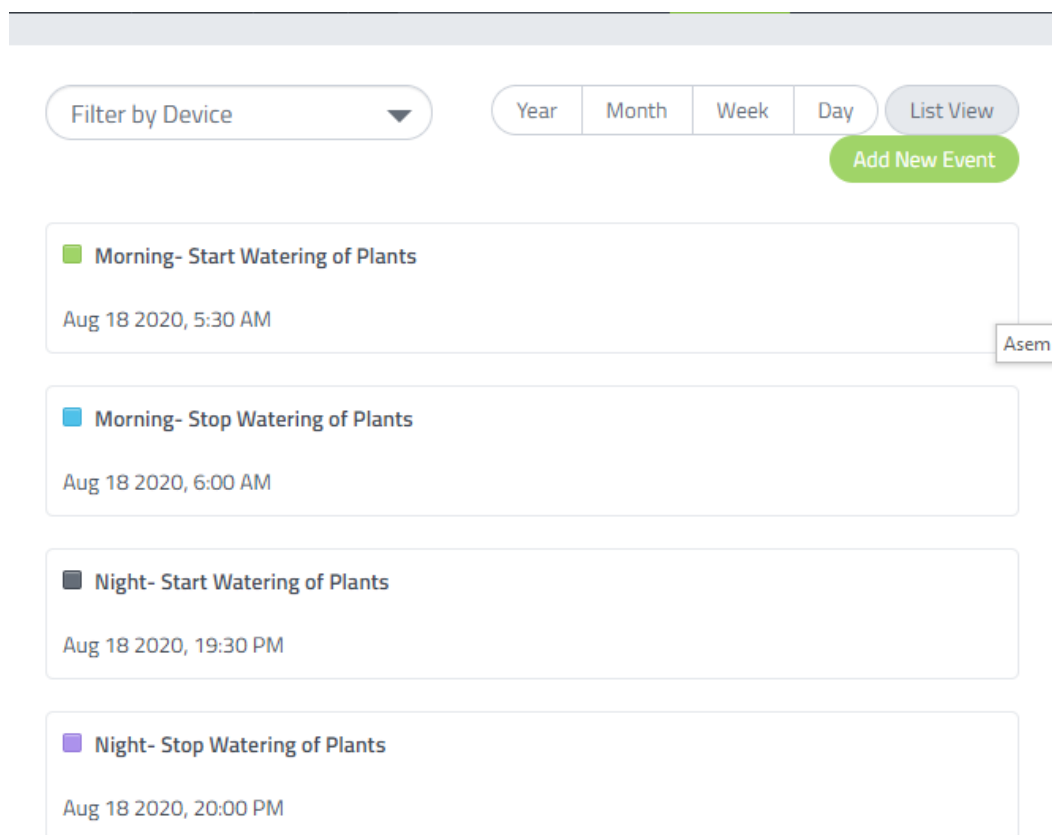 Filter by Device
Year Month Week Day List View
Add New Event
Morning- Start Watering of Plants
Aug 18 2020, 5:30 AM
Asem
Morning- Stop Watering of Plants
Aug 18 2020, 6:00 AM
Night- Start Watering of Plants
Aug 18 2020, 19:30 PM
Night- Stop Watering of Plants
Aug 18 2020, 20:00 PM